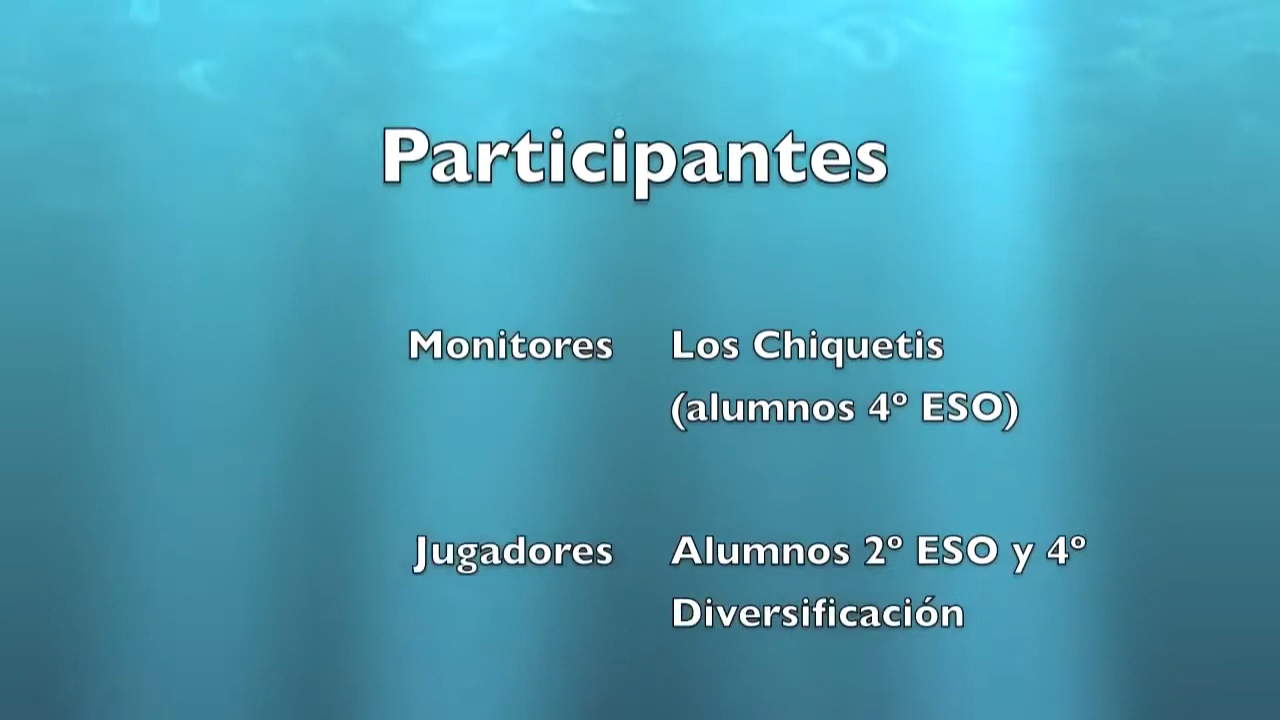 Participantes
Monitores Los Chiquetis
(alumnos 4º ESO)
Jugadores Alumnos 2º ESO y 4º
Diversificación